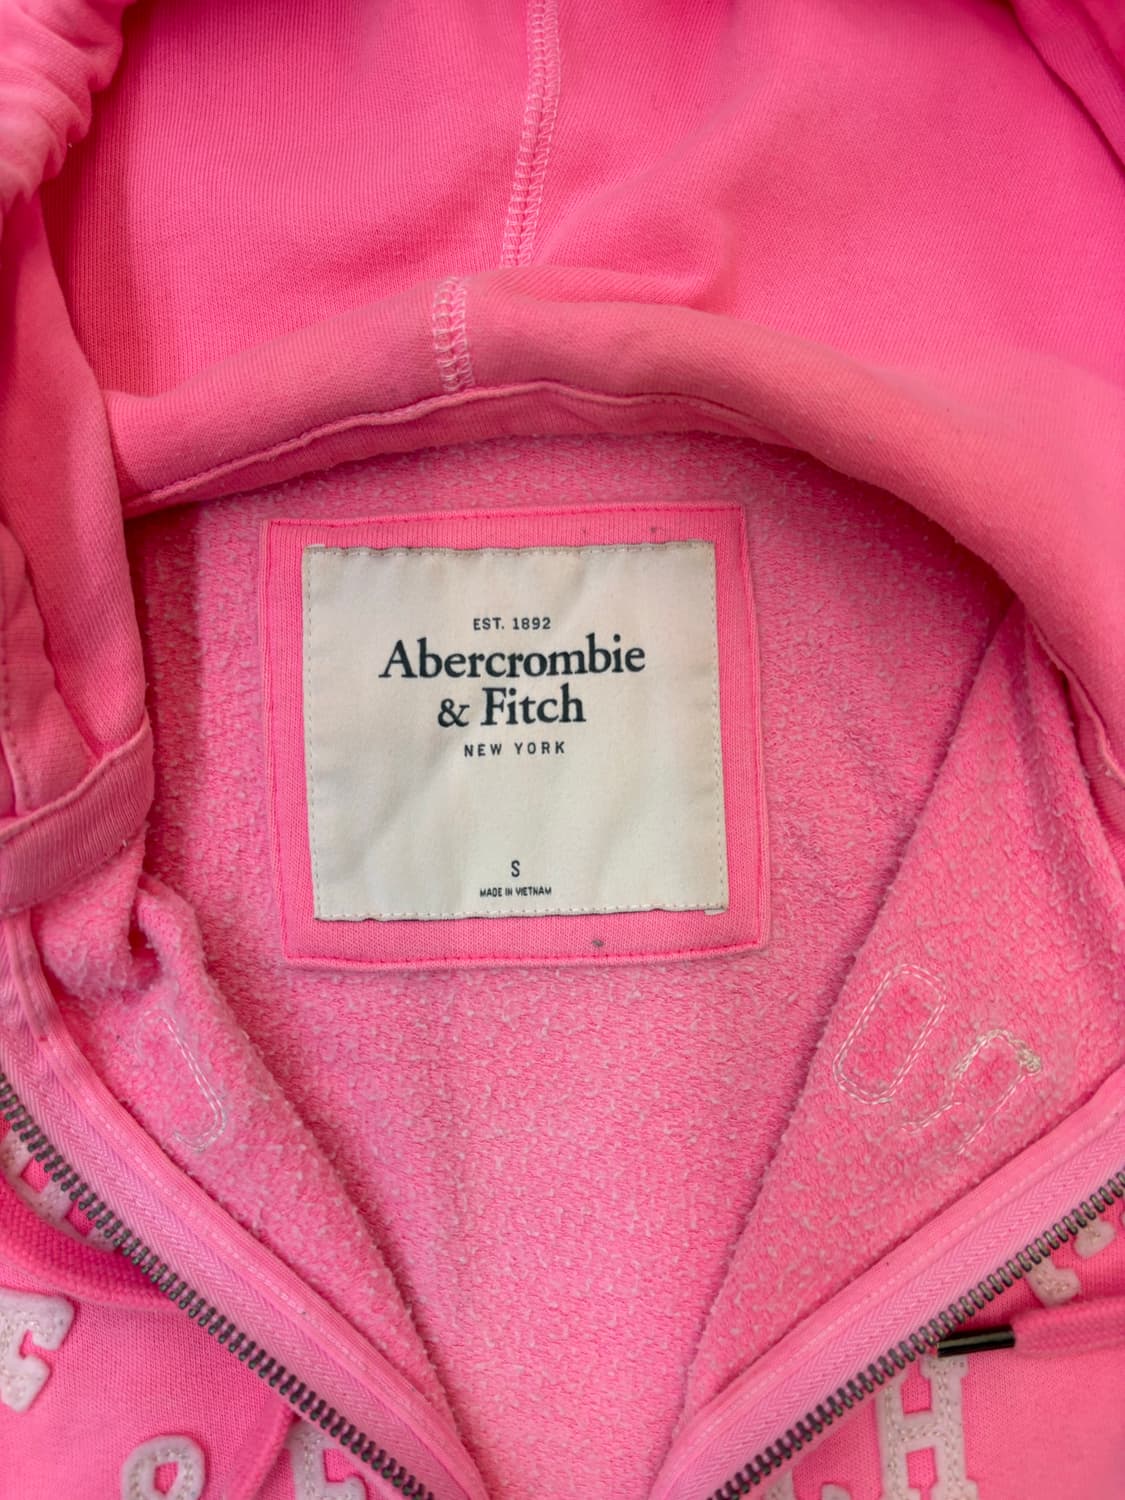 EST. 1892
Abercrombie
& Fitch
NEW YORK
S
MADE IN VIETNAM
H